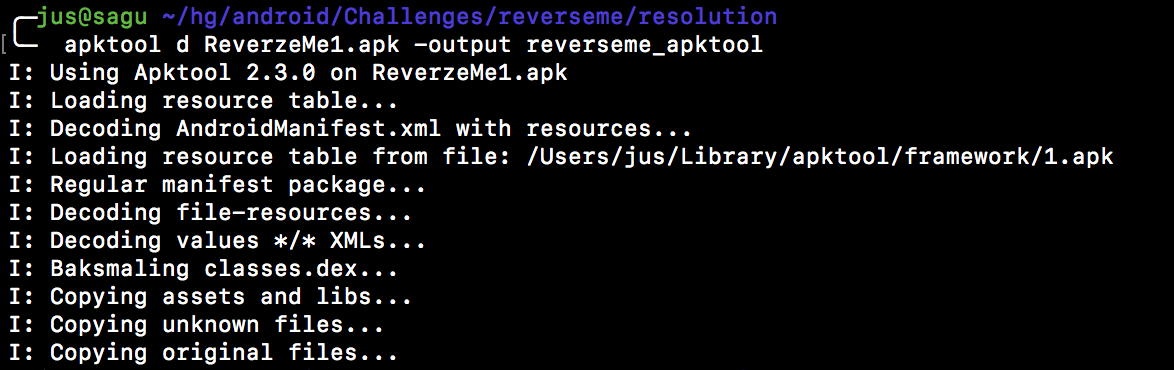 jus@sagu ~/hg/android/Challenges/reverseme/resolution
apktool d ReverzeMe1.apk -output reverseme_apktool
I: Using Apktool 2.3.0 on ReverzeMe1.apk
I: Loading resource table...
I: Decoding AndroidManifest.xml with resources...
I: Loading resource table from file: /Users/jus/Library/apktool/framework/1.apk
I: Regular manifest package...
I: Decoding file-resources...
I: Decoding values */* XMLs...
I: Baksmaling classes.dex...
I: Copying assets and libs...
I: Copying unknown files...
I: Copying original files...